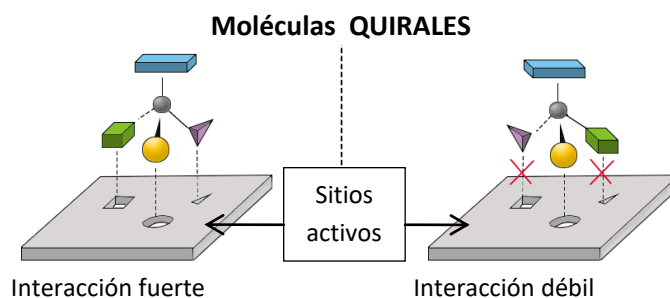 Moléculas QUIRALES
Sitios
activos
Interacción fuerte
Interacción débil